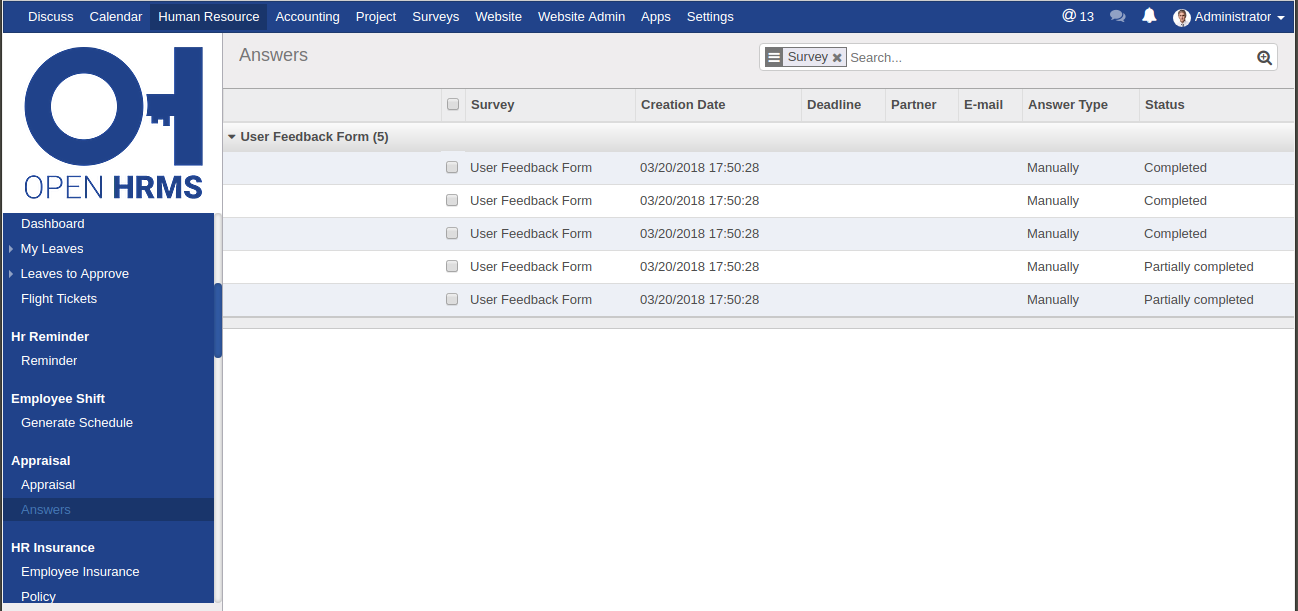 Discuss Calendar Human Resource Accounting Project Surveys Website Website Admin Apps Settings @ 13 Administrator
OPEN HRMS
Dashboard
My Leaves
Leaves to Approve
Flight Tickets
Hr Reminder
Reminder
Employee Shift
Generate Schedule
Appraisal
Appraisal
Answers
HR Insurance
Employee Insurance
Policy
Answers
Survey Search...
Survey Creation Date Deadline Partner E-mail Answer Type Status
User Feedback Form (5)
User Feedback Form 03/20/2018 17:50:28 Manually Completed
User Feedback Form 03/20/2018 17:50:28 Manually Completed
User Feedback Form 03/20/2018 17:50:28 Manually Completed
User Feedback Form 03/20/2018 17:50:28 Manually Partially completed
User Feedback Form 03/20/2018 17:50:28 Manually Partially completed